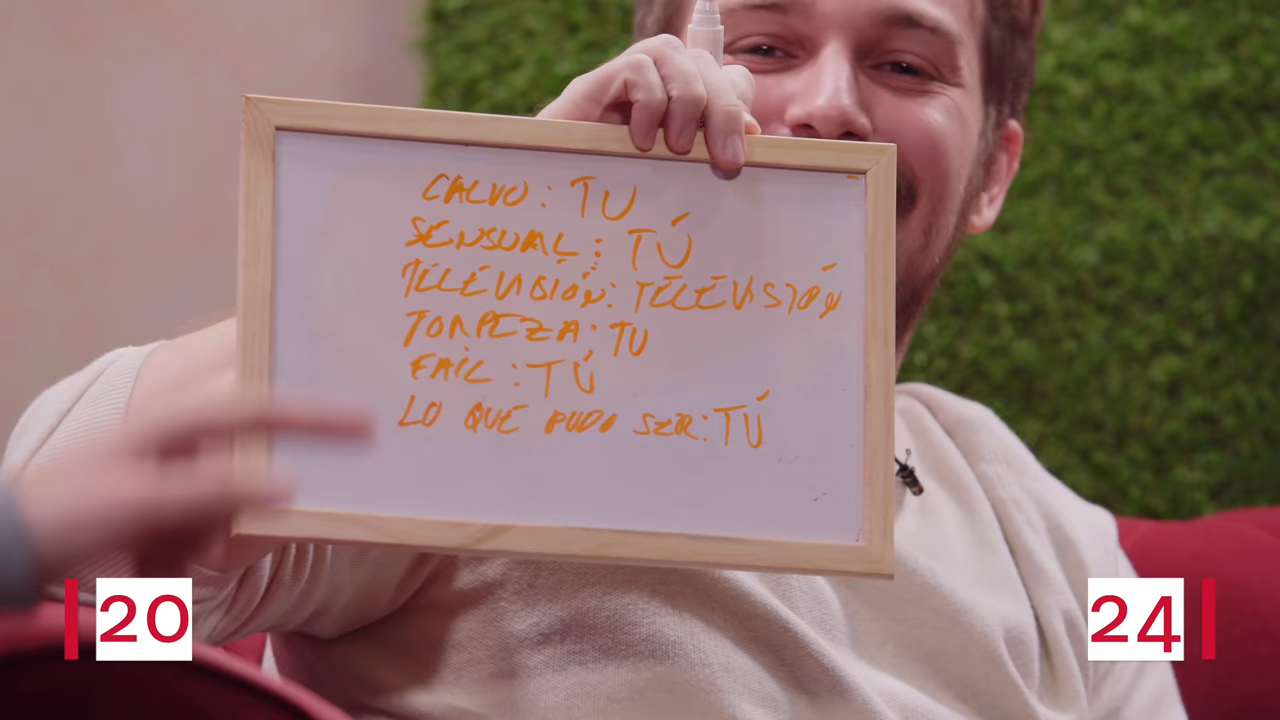 CALVO: TU
SENSUAL: TÚ
TELEVISIÓN: TELEVISIÓN
TORPEZA: TU
FAIL: TÚ
LO QUE PUDO SER: TÚ
20
24